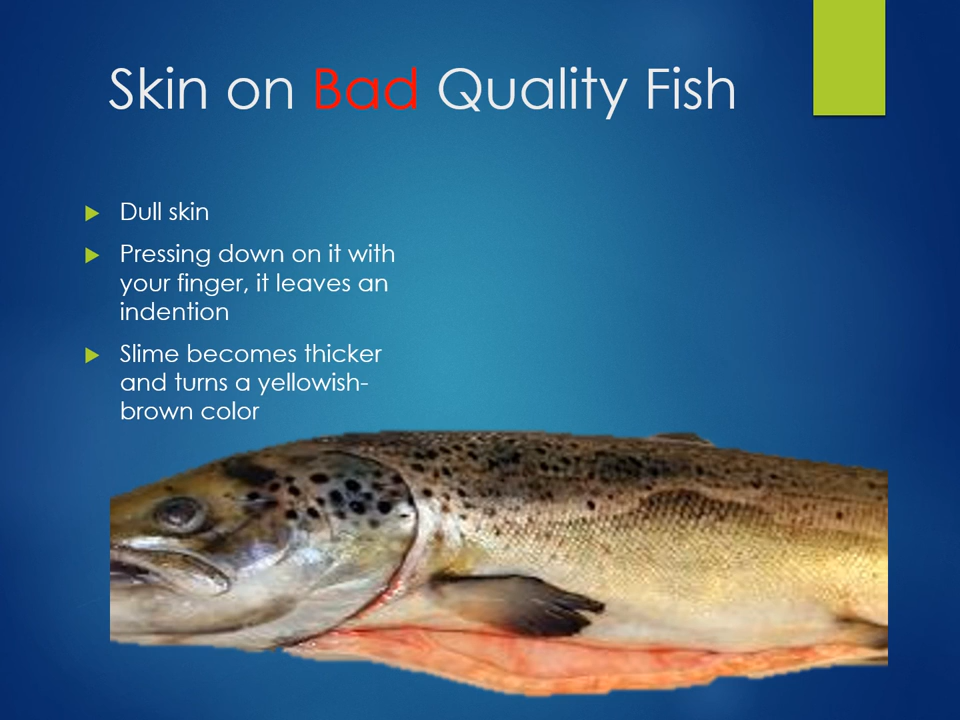 Skin on Bad Quality Fish
Dull skin
Pressing down on it with
your finger, it leaves an
indention
Slime becomes thicker
and turns a yellowish-
brown color